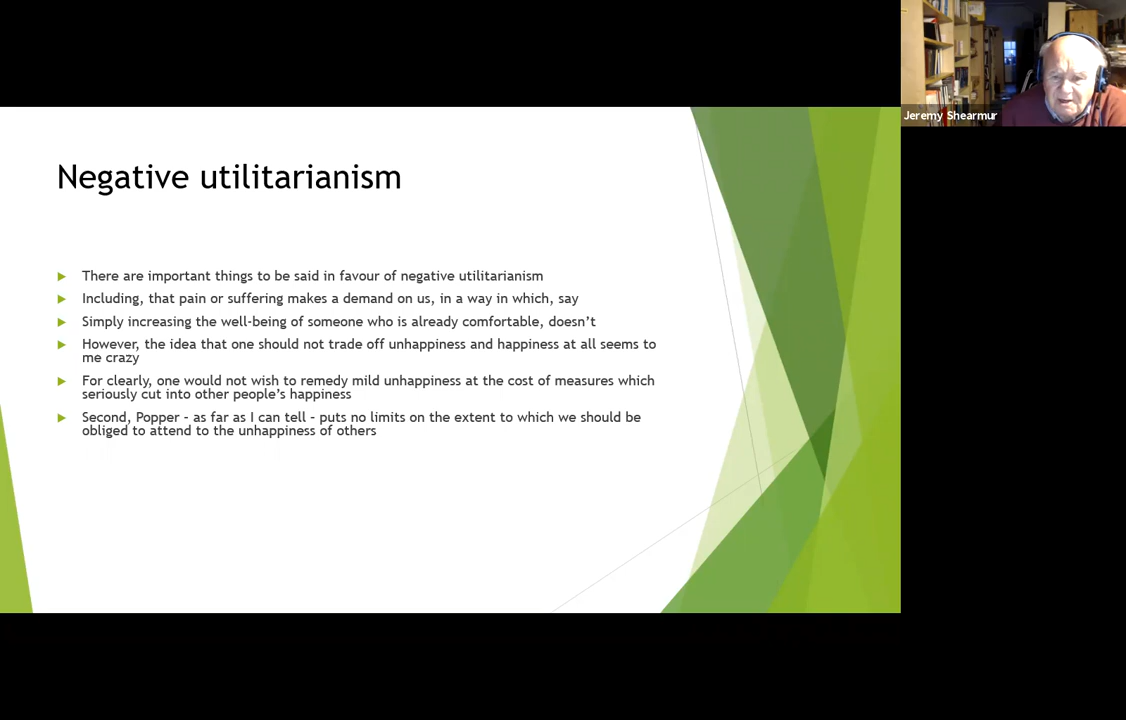 Jeremy Shearmur
Negative utilitarianism
There are important things to be said in favour of negative utilitarianism
Including, that pain or suffering makes a demand on us, in a way in which, say
Simply increasing the well-being of someone who is already comfortable, doesn't
However, the idea that one should not trade off unhappiness and happiness at all seems to
me crazy
For clearly, one would not wish to remedy mild unhappiness at the cost of measures which
seriously cut into other people's happiness
Second, Popper – as far as I can tell – puts no limits on the extent to which we should be
obliged to attend to the unhappiness of others